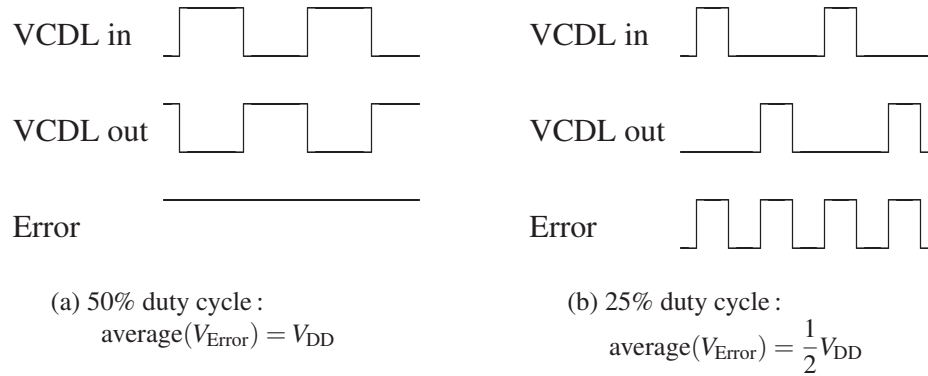 VCDL in
VCDL out
Error
(a) 50% duty cycle :
average(V_Error) = V_DD
VCDL in
VCDL out
Error
(b) 25% duty cycle :
average(V_Error) = 1/2 V_DD